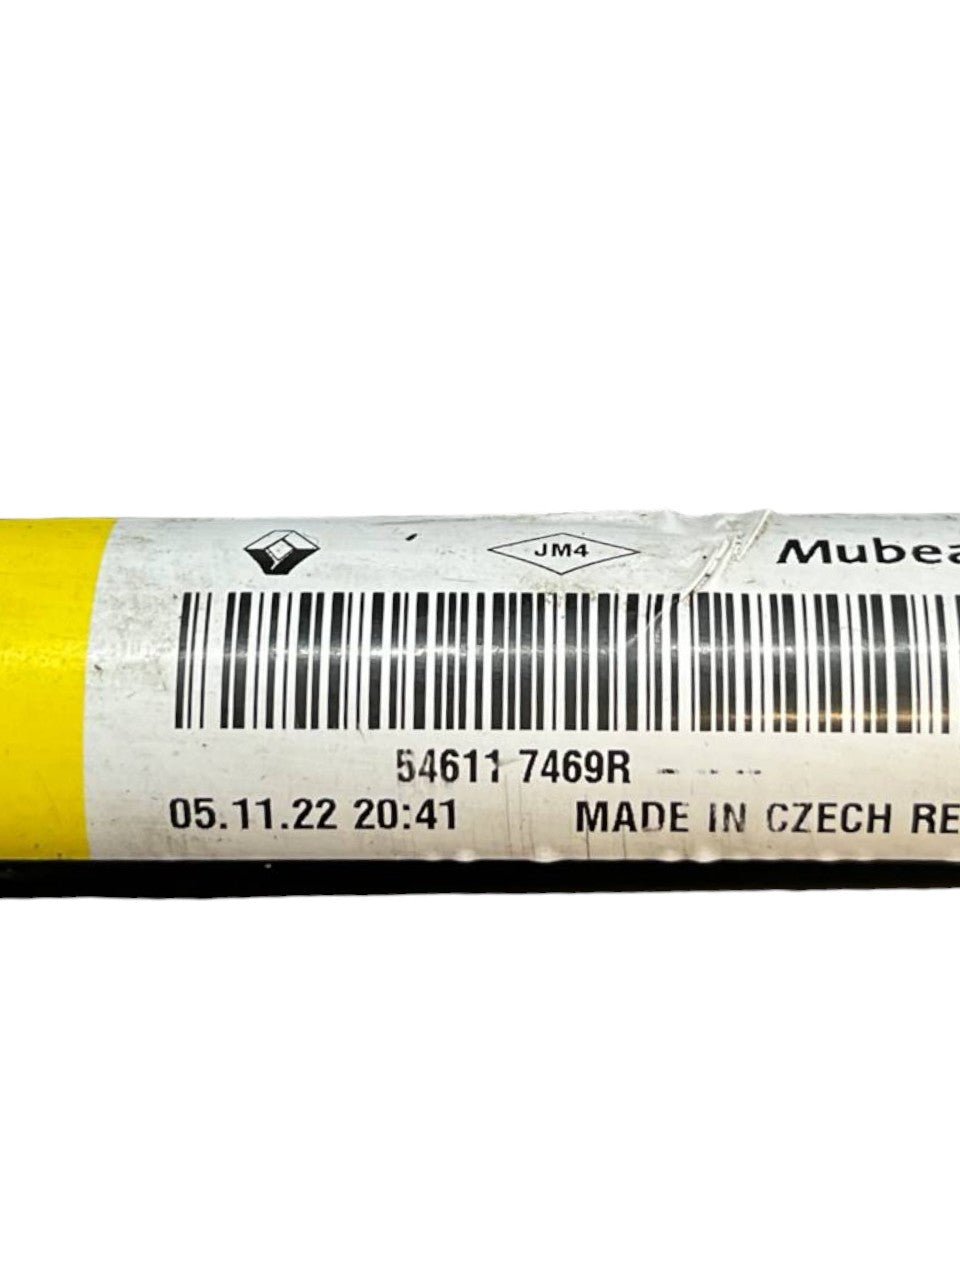 JM4 Mubea
54611 7469R
05.11.22 20:41 MADE IN CZECH RE